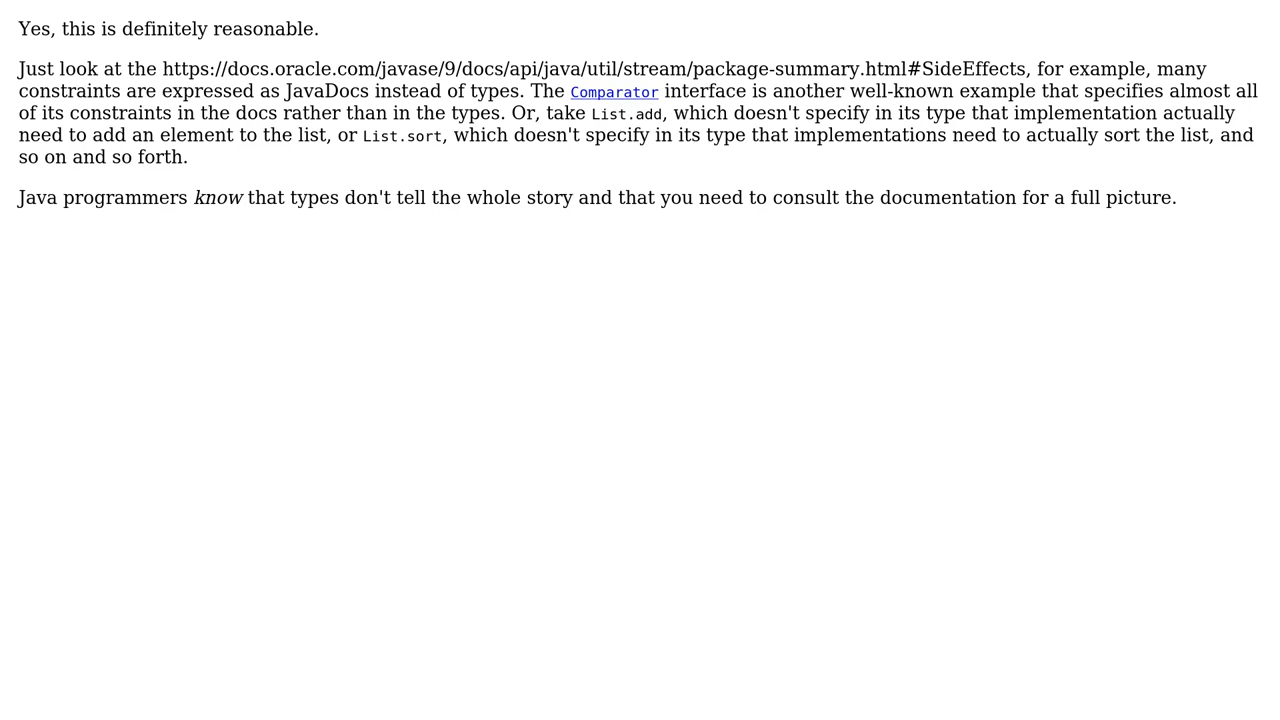 Yes, this is definitely reasonable.
Just look at the https://docs.oracle.com/javase/9/docs/api/java/util/stream/package-summary.html#SideEffects, for example, many
constraints are expressed as JavaDocs instead of types. The Comparator interface is another well-known example that specifies almost all
of its constraints in the docs rather than in the types. Or, take List.add, which doesn't specify in its type that implementation actually
need to add an element to the list, or List.sort, which doesn't specify in its type that implementations need to actually sort the list, and
so on and so forth.
Java programmers know that types don't tell the whole story and that you need to consult the documentation for a full picture.